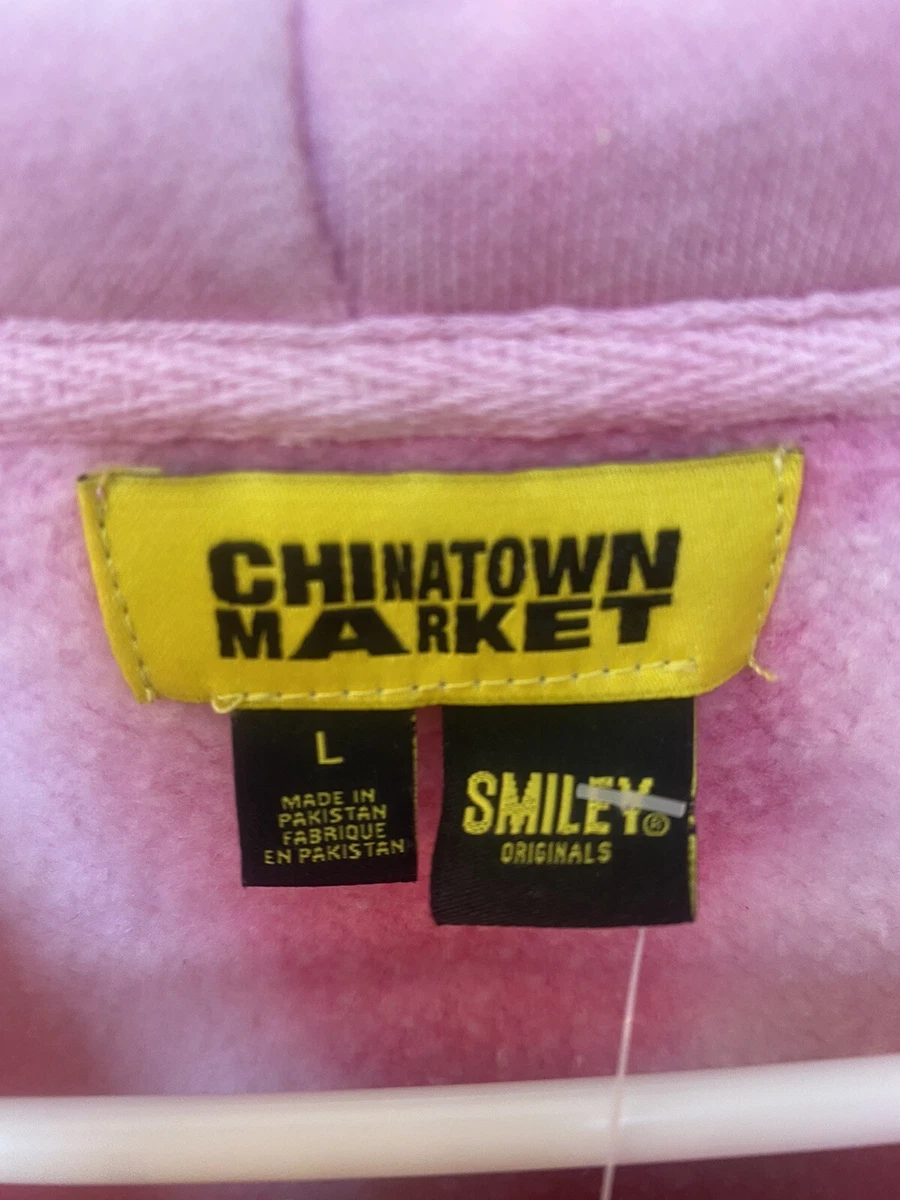 CHINATOWN
MARKET
L
MADE IN
PAKISTAN
FABRIQUE
EN PAKISTAN
SMILEY®
ORIGINALS